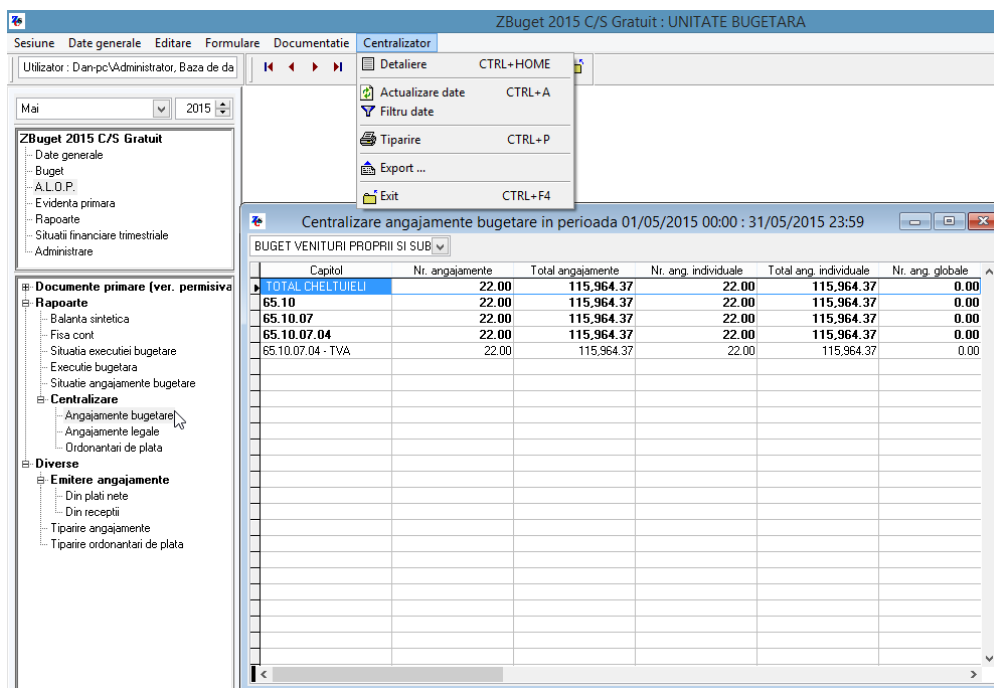 ZBuget 2015 C/S Gratuit : UNITATE BUGETARA
Sesiune Date generale Editare Formulare Documentatie Centralizator
Utilizator : Dan-pc\Administrator, Baza de da
Detaliere CTRL+HOME
Actualizare date CTRL+A
Filtru date
Tiparire CTRL+P
Export ...
Exit CTRL+F4
Mai 2015
ZBuget 2015 C/S Gratuit
Date generale
Buget
A.L.O.P.
Evidenta primara
Rapoarte
Situatii financiare trimestriale
Administrare
Documente primare (ver. permisiva
Rapoarte
Balanta sintetica
Fisa cont
Situatia executiei bugetare
Executie bugetara
Situatie angajamente bugetare
Centralizare
Angajamente bugetare
Angajamente legale
Ordonantari de plata
Diverse
Emitere angajamente
Din plati nete
Din receptii
Tiparire angajamente
Tiparire ordonantari de plata
Centralizare angajamente bugetare in perioada 01/05/2015 00:00 : 31/05/2015 23:59
BUGET VENITURI PROPRII SI SUB
Capitol Nr. angajamente Total angajamente Nr. ang. individuale Total ang. individuale Nr. ang. globale
TOTAL CHELTUIELI 22.00 115,964.37 22.00 115,964.37 0.00
65.10 22.00 115,964.37 22.00 115,964.37 0.00
65.10.07 22.00 115,964.37 22.00 115,964.37 0.00
65.10.07.04 22.00 115,964.37 22.00 115,964.37 0.00
65.10.07.04 - TVA 22.00 115,964.37 22.00 115,964.37 0.00